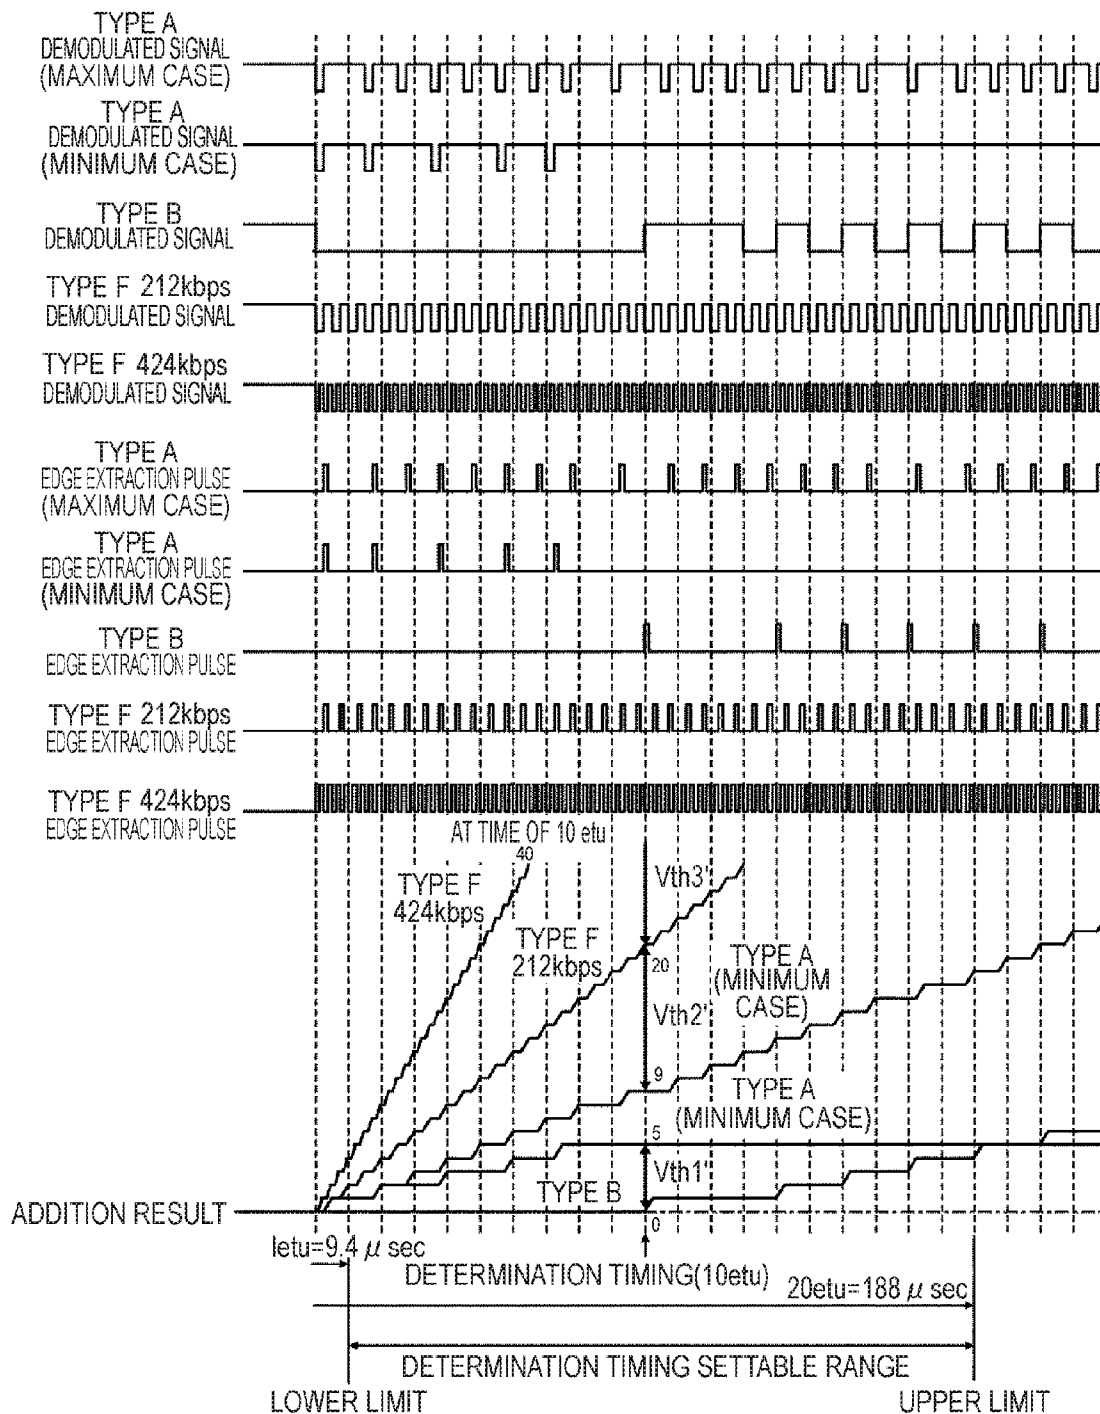 TYPE A
DEMODULATED SIGNAL
(MAXIMUM CASE)
TYPE A
DEMODULATED SIGNAL
(MINIMUM CASE)
TYPE B
DEMODULATED SIGNAL
TYPE F 212kbps
DEMODULATED SIGNAL
TYPE F 424kbps
DEMODULATED SIGNAL
TYPE A
EDGE EXTRACTION PULSE
(MAXIMUM CASE)
TYPE A
EDGE EXTRACTION PULSE
(MINIMUM CASE)
TYPE B
EDGE EXTRACTION PULSE
TYPE F 212kbps
EDGE EXTRACTION PULSE
TYPE F 424kbps
EDGE EXTRACTION PULSE
AT TIME OF 10 etu
40
TYPE F
424kbps
Vth3'
TYPE F
212kbps
20
TYPE A
(MINIMUM
CASE)
Vth2'
9
TYPE A
(MINIMUM CASE)
5
Vth1'
TYPE B
ADDITION RESULT
0
letu=9.4 μ sec
DETERMINATION TIMING(10etu)
20etu=188 μ sec
DETERMINATION TIMING SETTABLE RANGE
LOWER LIMIT
UPPER LIMIT